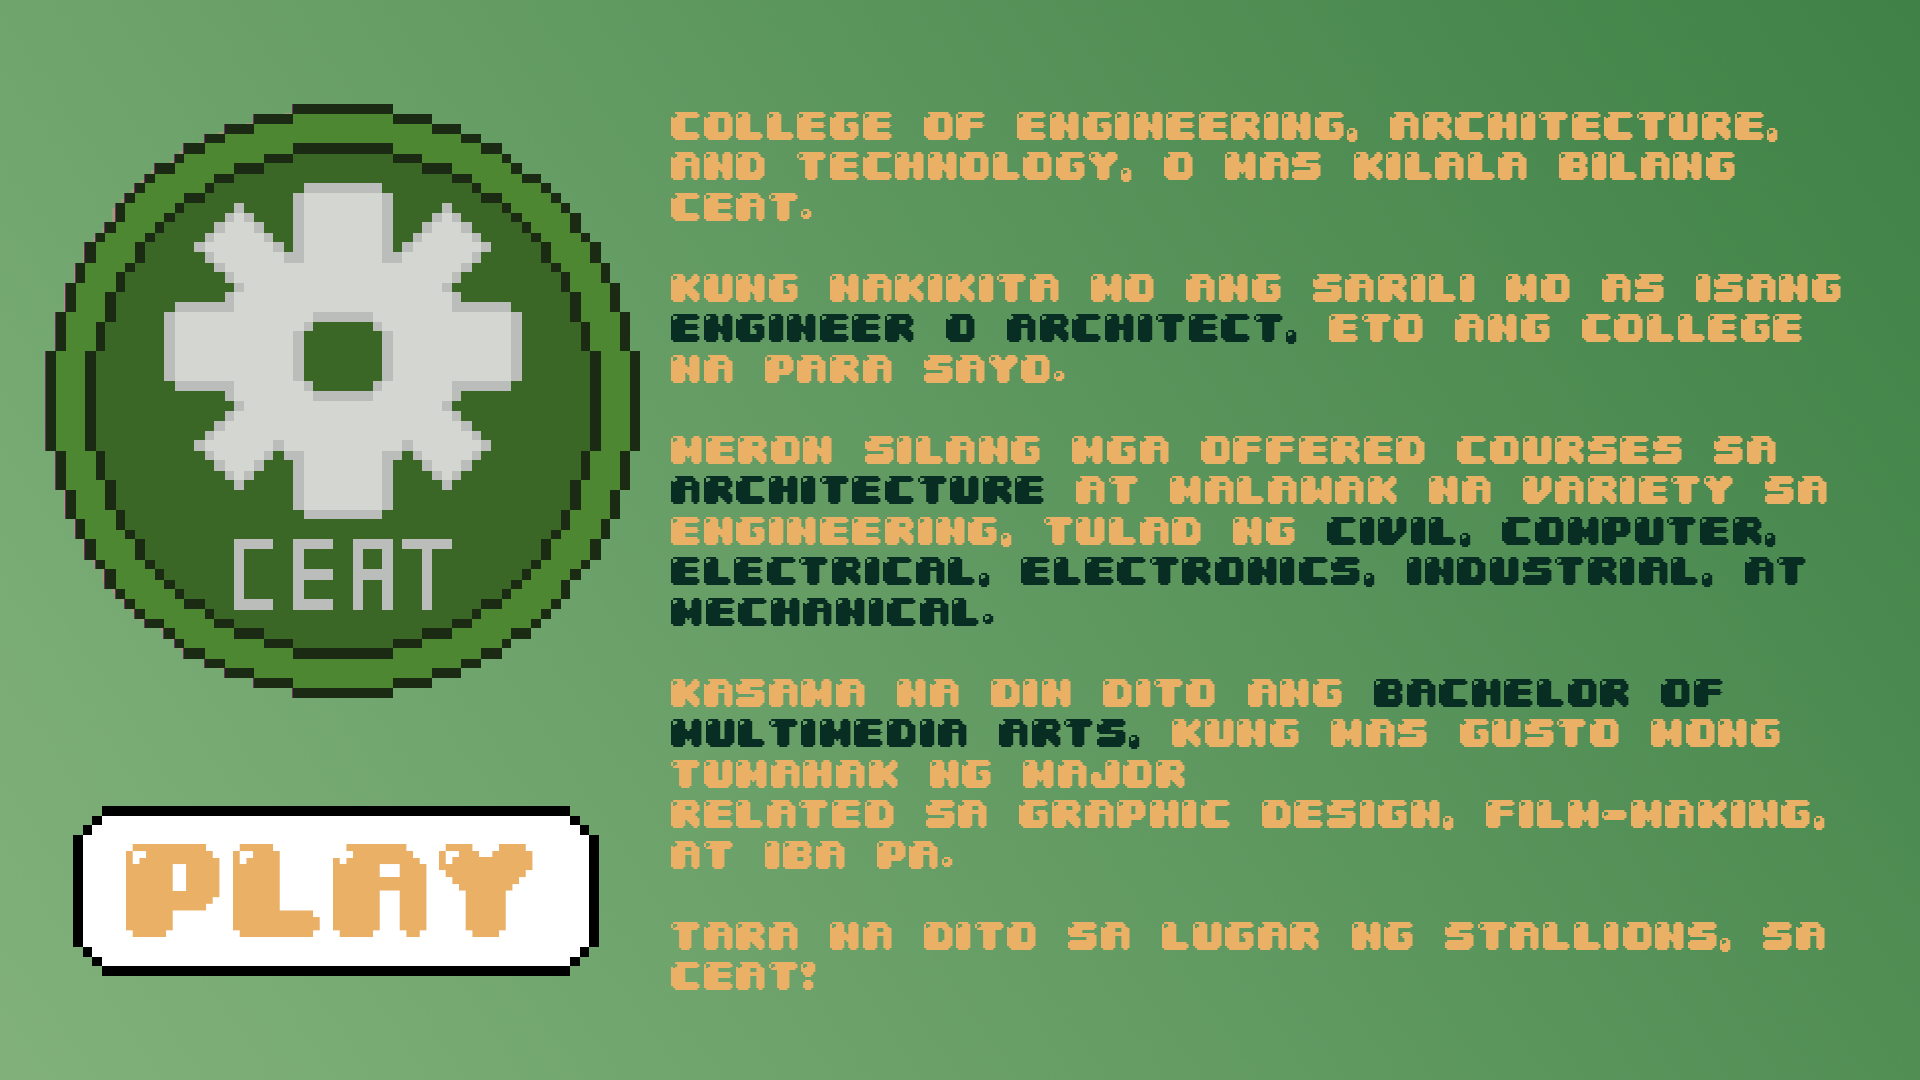 CEAT
PLAY
COLLEGE OF ENGINEERING, ARCHITECTURE,
AND TECHNOLOGY, O MAS KILALA BILANG
CEAT.
KUNG NAKIKITA MO ANG SARILI MO AS ISANG
ENGINEER O ARCHITECT, ETO ANG COLLEGE
NA PARA SAYO.
MERON SILANG MGA OFFERED COURSES SA
ARCHITECTURE AT MALAWAK NA VARIETY SA
ENGINEERING, TULAD NG CIVIL, COMPUTER,
ELECTRICAL, ELECTRONICS, INDUSTRIAL, AT
MECHANICAL.
KASAMA NA DIN DITO ANG BACHELOR OF
MULTIMEDIA ARTS, KUNG MAS GUSTO MONG
TUMAHAK NG MAJOR
RELATED SA GRAPHIC DESIGN, FILM-MAKING,
AT IBA PA.
TARA NA DITO SA LUGAR NG STALLIONS, SA
CEAT!